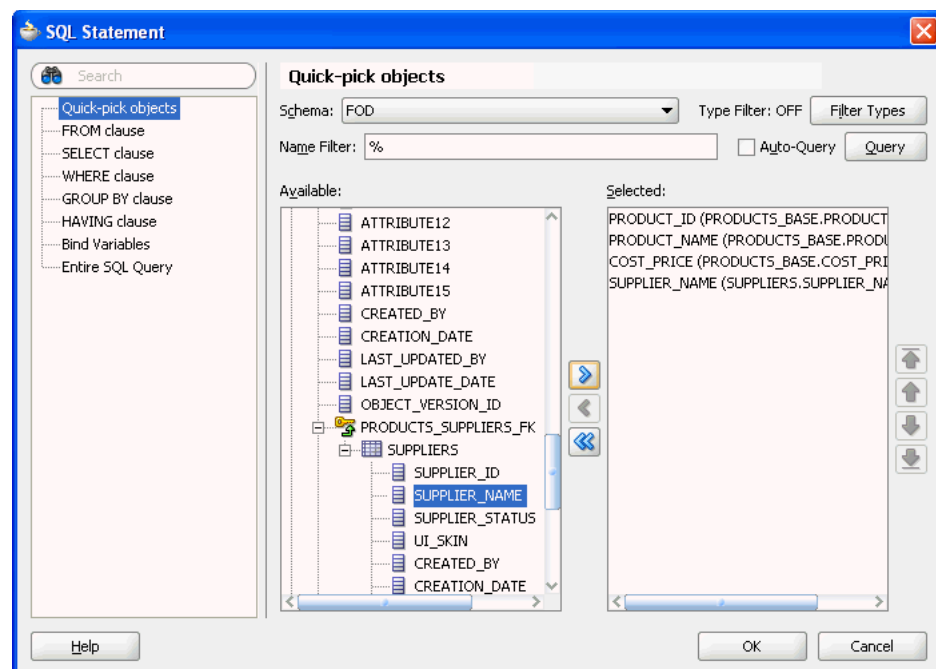 SQL Statement
Search
Quick-pick objects
FROM clause
SELECT clause
WHERE clause
GROUP BY clause
HAVING clause
Bind Variables
Entire SQL Query
Quick-pick objects
Schema: FOD Type Filter: OFF Filter Types
Name Filter: % Auto-Query Query
Available:
ATTRIBUTE12
ATTRIBUTE13
ATTRIBUTE14
ATTRIBUTE15
CREATED_BY
CREATION_DATE
LAST_UPDATED_BY
LAST_UPDATE_DATE
OBJECT_VERSION_ID
PRODUCTS_SUPPLIERS_FK
SUPPLIERS
SUPPLIER_ID
SUPPLIER_NAME
SUPPLIER_STATUS
UI_SKIN
CREATED_BY
CREATION_DATE
Selected:
PRODUCT_ID (PRODUCTS_BASE.PRODUCT
PRODUCT_NAME (PRODUCTS_BASE.PRODU
COST_PRICE (PRODUCTS_BASE.COST_PRI
SUPPLIER_NAME (SUPPLIERS.SUPPLIER_NA
Help OK Cancel